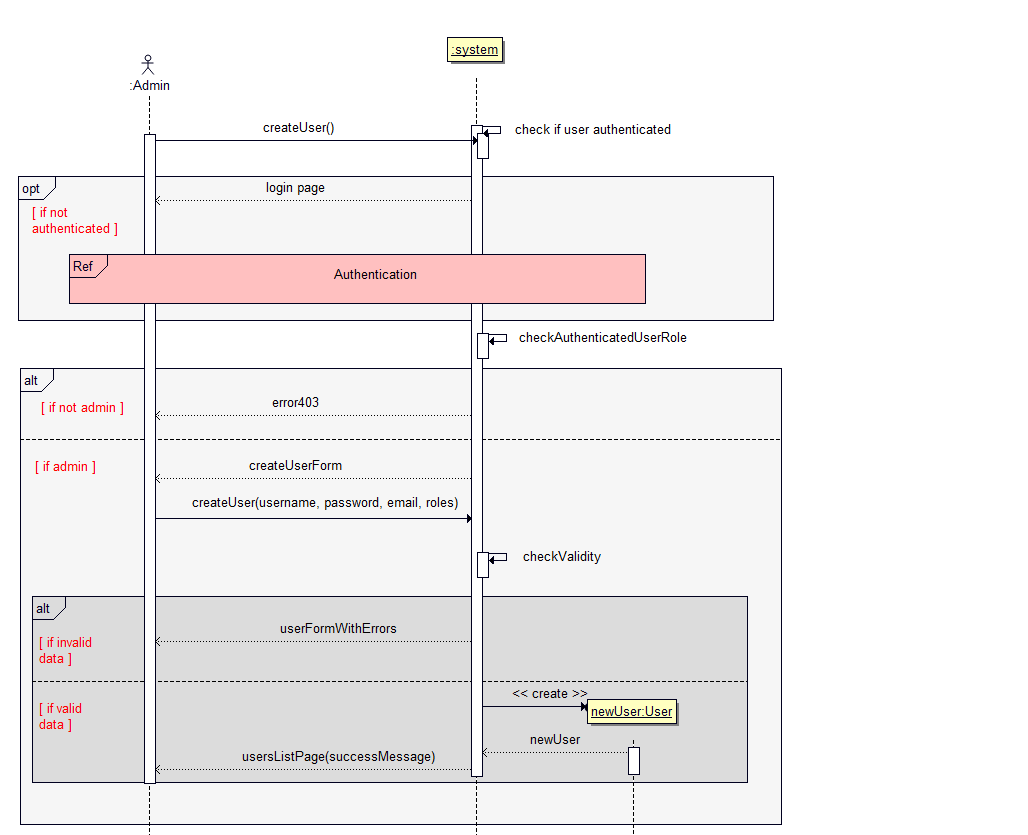 :system
:Admin
createUser()
check if user authenticated
opt
login page
[ if not
authenticated ]
Ref
Authentication
checkAuthenticatedUserRole
alt
[ if not admin ]
error403
[ if admin ]
createUserForm
createUser(username, password, email, roles)
checkValidity
alt
userFormWithErrors
[ if invalid
data ]
<< create >>
[ if valid
data ]
newUser:User
newUser
usersListPage(successMessage)